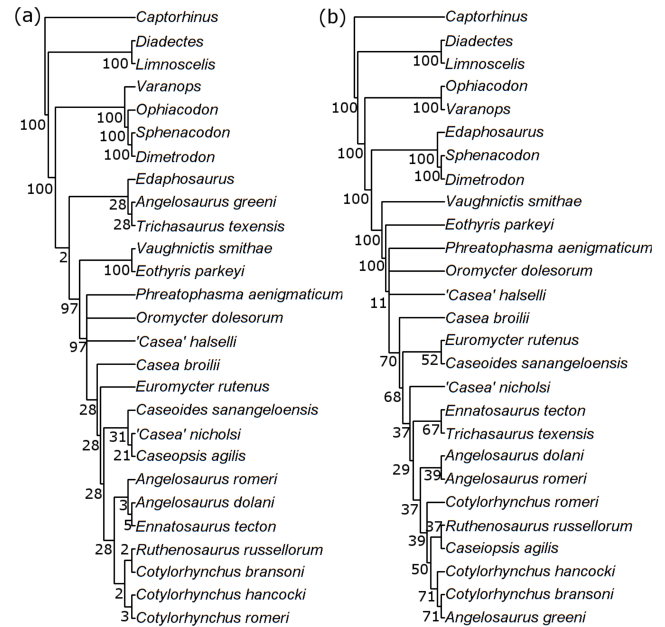 (a)
Captorhinus
Diadectes
100 Limnoscelis
Varanops
100
100 Ophiacodon
100 Sphenacodon
100 Dimetrodon
100
Edaphosaurus
28 Angelosaurus greeni
28 Trichasaurus texensis
2
Vaughnictis smithae
100 Eothyris parkeyi
97
Phreatophasma aenigmaticum
Oromycter dolesorum
97
'Casea' halselli
Casea broilii
28
Euromycter rutenus
28
Caseoides sanangeloensis
31 'Casea' nicholsi
21 Caseopsis agilis
28
Angelosaurus romeri
3 Angelosaurus dolani
5 Ennatosaurus tecton
28
2 Ruthenosaurus russellorum
Cotylorhynchus bransoni
2
Cotylorhynchus hancocki
3 Cotylorhynchus romeri
(b)
Captorhinus
Diadectes
100 Limnoscelis
100
Ophiacodon
100 Varanops
100
Edaphosaurus
100 Sphenacodon
100 Dimetrodon
100
Vaughnictis smithae
Eothyris parkeyi
100
Phreatophasma aenigmaticum
100
Oromycter dolesorum
'Casea' halselli
11
Casea broilii
Euromycter rutenus
52 Caseoides sanangeloensis
70
'Casea' nicholsi
68
Ennatosaurus tecton
67 Trichasaurus texensis
37
Angelosaurus dolani
29
39 Angelosaurus romeri
37
Cotylorhynchus romeri
37 Ruthenosaurus russellorum
39
Caseiopsis agilis
50
Cotylorhynchus hancocki
71 Cotylorhynchus bransoni
71 Angelosaurus greeni